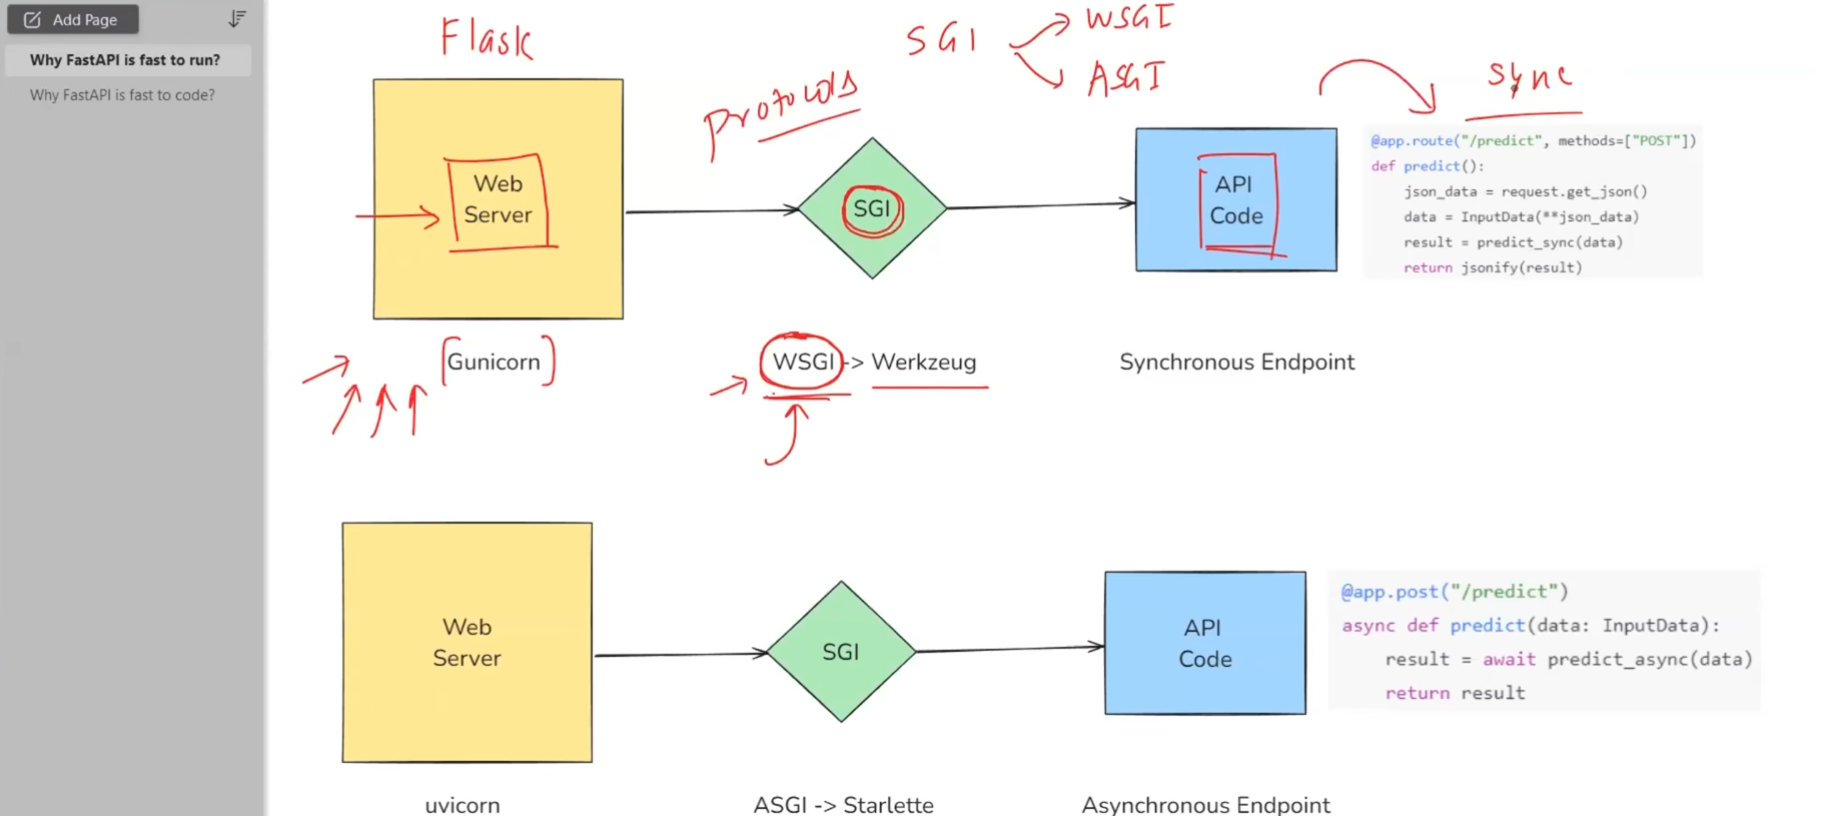 Add Page
Why FastAPI is fast to run?
Why FastAPI is fast to code?
Flask
Protocols
SGI
WSGI
ASGI
Sync
Web
Server
SGI
API
Code
@app.route("/predict", methods=["POST"])
def predict():
    json_data = request.get_json()
    data = InputData(**json_data)
    result = predict_sync(data)
    return jsonify(result)
[Gunicorn]
WSGI -> Werkzeug
Synchronous Endpoint
Web
Server
SGI
API
Code
@app.post("/predict")
async def predict(data: InputData):
    result = await predict_async(data)
    return result
uvicorn
ASGI -> Starlette
Asynchronous Endpoint